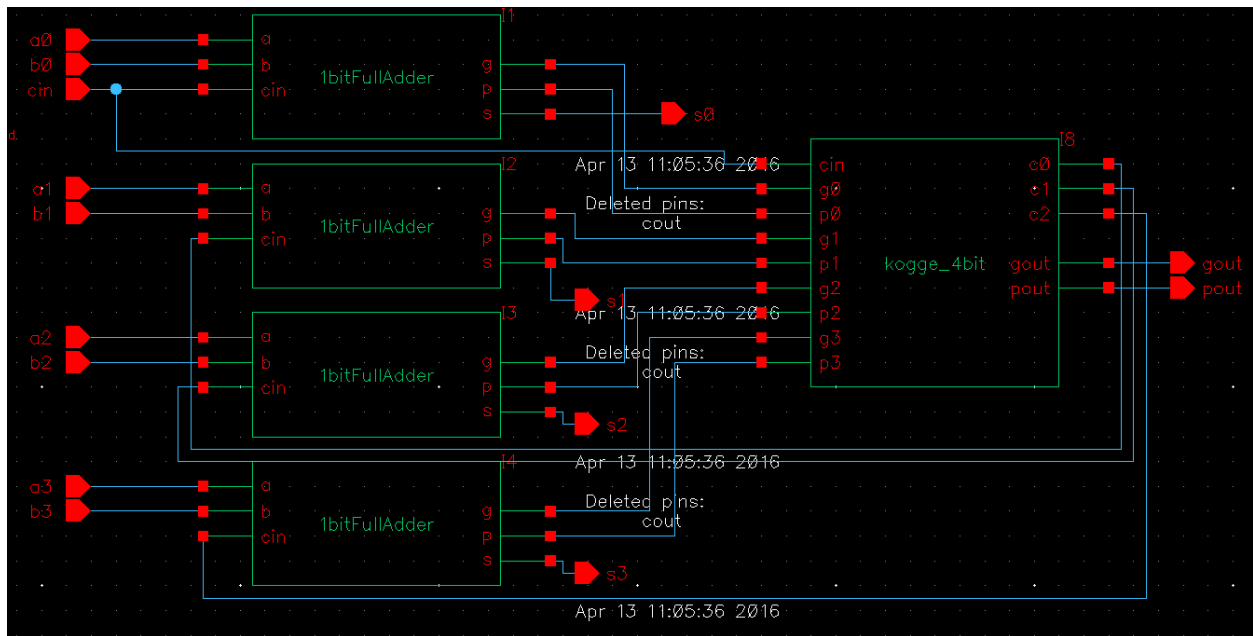 I1
a0
a
b0
b
g
1bitFullAdder
cin
cin
p
s
s0
d
I8
I2
Apr 13 11:05:36 2016
cin
c0
a1
a
g0
c1
Deleted pins:
cout
b1
b
g
1bitFullAdder
p0
c2
cin
p
g1
s
p1
kogge_4bit
gout
gout
g2
pout
pout
s1
I3
Apr 13 11:05:36 2016
p2
a2
a
g3
Deleted pins:
cout
b2
b
g
1bitFullAdder
p3
cin
p
s
s2
I4
Apr 13 11:05:36 2016
a3
a
Deleted pins:
cout
b3
b
g
1bitFullAdder
cin
p
s
s3
Apr 13 11:05:36 2016